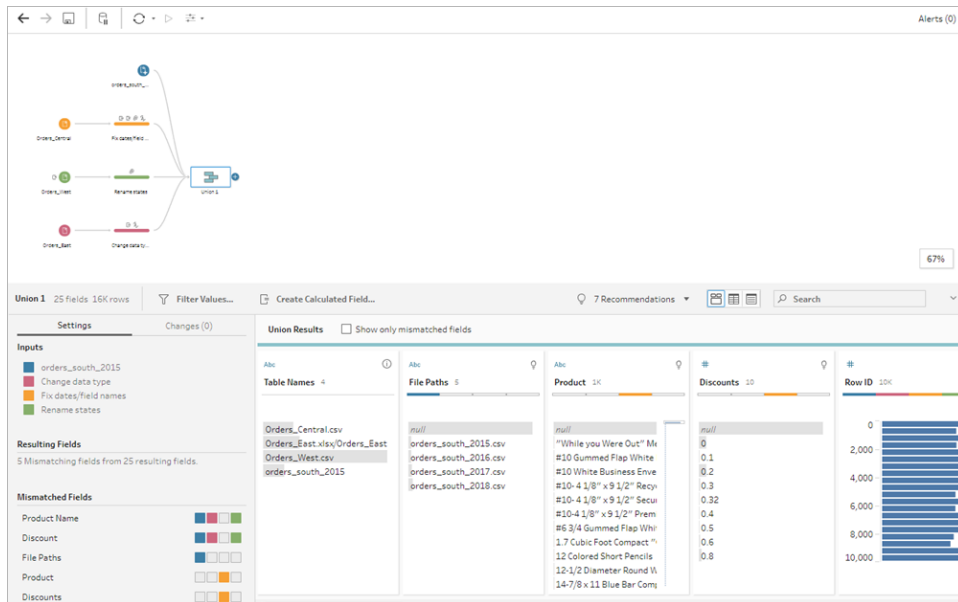 Alerts (0)
orders_south_...
Orders_Central
Fix dates/field ...
Orders_West
Rename states
Union 1
Orders_East
Change data ty...
67%
Union 1 25 fields 16K rows
Filter Values...
Create Calculated Field...
7 Recommendations
Search
Settings
Changes (0)
Union Results
Show only mismatched fields
Inputs
orders_south_2015
Change data type
Fix dates/field names
Rename states
Resulting Fields
5 Mismatching fields from 25 resulting fields.
Mismatched Fields
Product Name
Discount
File Paths
Product
Discounts
Abc
Table Names 4
Orders_Central.csv
Orders_East.xlsx/Orders_East
Orders_West.csv
orders_south_2015
Abc
File Paths 5
null
orders_south_2015.csv
orders_south_2016.csv
orders_south_2017.csv
orders_south_2018.csv
Abc
Product 1K
null
"While you Were Out" Me
#10 Gummed Flap White
#10 White Business Enve
#10- 4 1/8" x 9 1/2" Recy
#10- 4 1/8" x 9 1/2" Secu
#10-4 1/8" x 9 1/2" Prem
#6 3/4 Gummed Flap Whi
1.7 Cubic Foot Compact "
12 Colored Short Pencils
12-1/2 Diameter Round W
14-7/8 x 11 Blue Bar Comp
#
Discounts 10
null
0
0.1
0.2
0.3
0.32
0.4
0.5
0.6
0.8
#
Row ID 10K
0
2,000
4,000
6,000
8,000
10,000